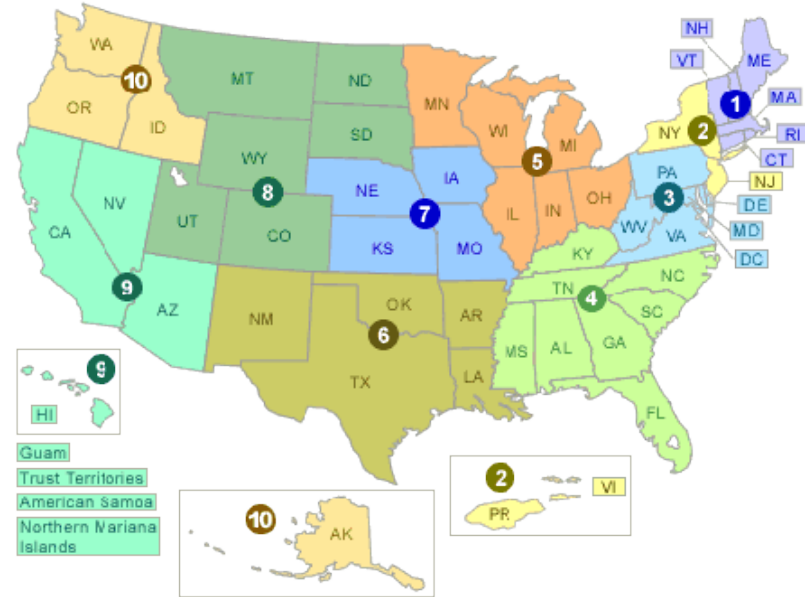 NH
WA
VT
ME
10
MT
ND
MN
1
MA
OR
ID
SD
WI
MI
NY
2
RI
WY
5
CT
PA
NJ
8
NE
IA
3
DE
NV
UT
CO
7
IL
IN
OH
WV
VA
MD
CA
KS
MO
KY
DC
9
AZ
NM
OK
AR
TN
4
NC
SC
6
MS
AL
GA
TX
LA
FL
9
HI
Guam
Trust Territories
American Samoa
Northern Mariana
Islands
10
AK
2
VI
PR